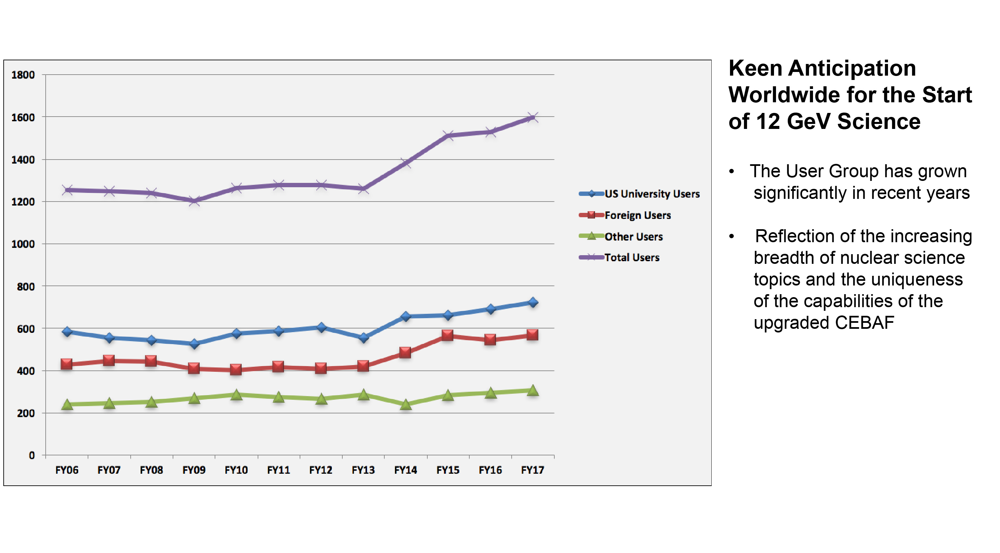 1800
1600
1400
1200
1000
800
600
400
200
0
FY06 FY07 FY08 FY09 FY10 FY11 FY12 FY13 FY14 FY15 FY16 FY17
US University Users
Foreign Users
Other Users
Total Users
Keen Anticipation
Worldwide for the Start
of 12 GeV Science
• The User Group has grown
significantly in recent years
• Reflection of the increasing
breadth of nuclear science
topics and the uniqueness
of the capabilities of the
upgraded CEBAF